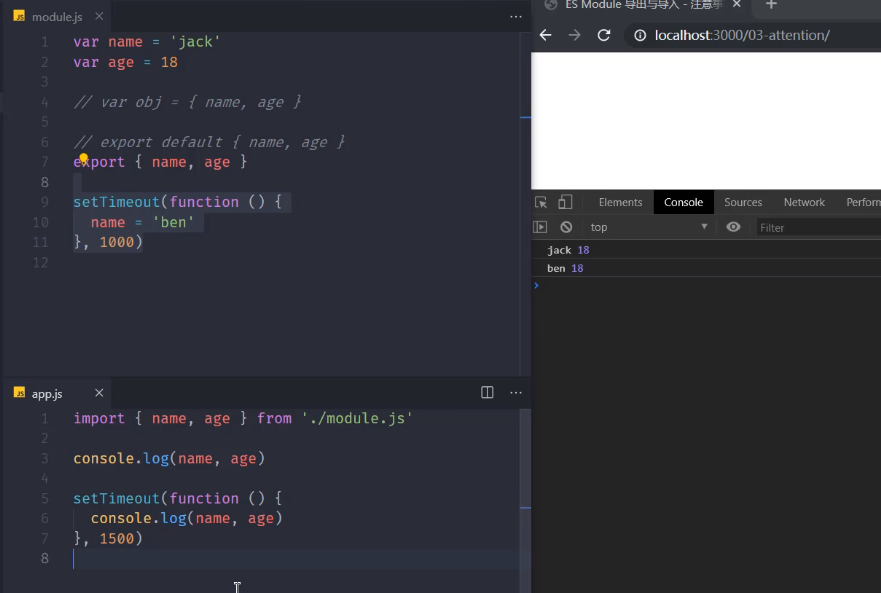 JS module.js ×
1 var name = 'jack'
2 var age = 18
3
4 // var obj = { name, age }
5
6 // export default { name, age }
7 export { name, age }
8
9 setTimeout(function () {
10 name = 'ben'
11 }, 1000)
12
JS app.js ×
1 import { name, age } from './module.js'
2
3 console.log(name, age)
4
5 setTimeout(function () {
6 console.log(name, age)
7 }, 1500)
8
ES Module 导出与导入 - 注意事
localhost:3000/03-attention/
Elements Console Sources Network Perform
top Filter
jack 18
ben 18